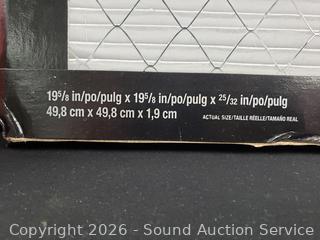 19⁵/₈ in/po/pulg x 19⁵/₈ in/po/pulg x ²⁵/₃₂ in/po/pulg
49,8 cm x 49,8 cm x 1,9 cm
ACTUAL SIZE/TAILLE RÉELLE/TAMAÑO REAL
Copyright 2026 - Sound Auction Service